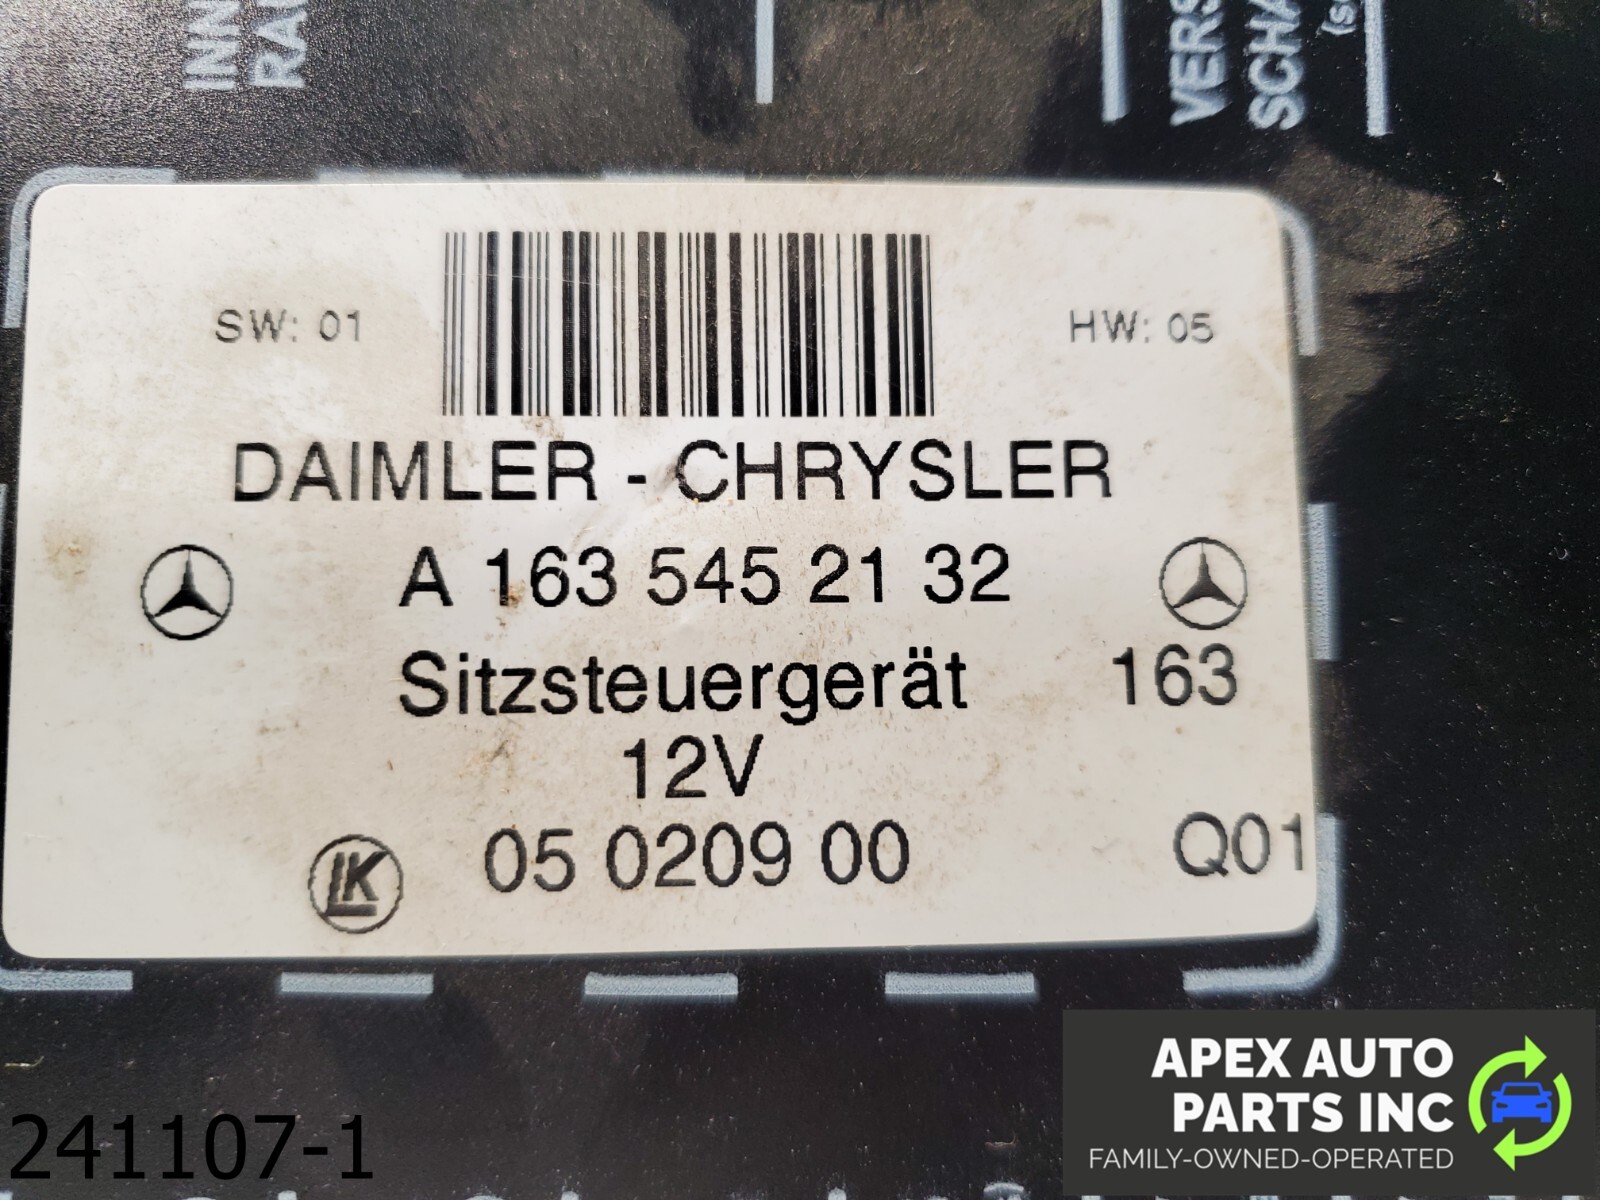 SW: 01
HW: 05
DAIMLER - CHRYSLER
A 163 545 21 32
Sitzsteuergerät 163
12V
LK 05 0209 00 Q01
241107-1
APEX AUTO
PARTS INC
FAMILY-OWNED-OPERATED